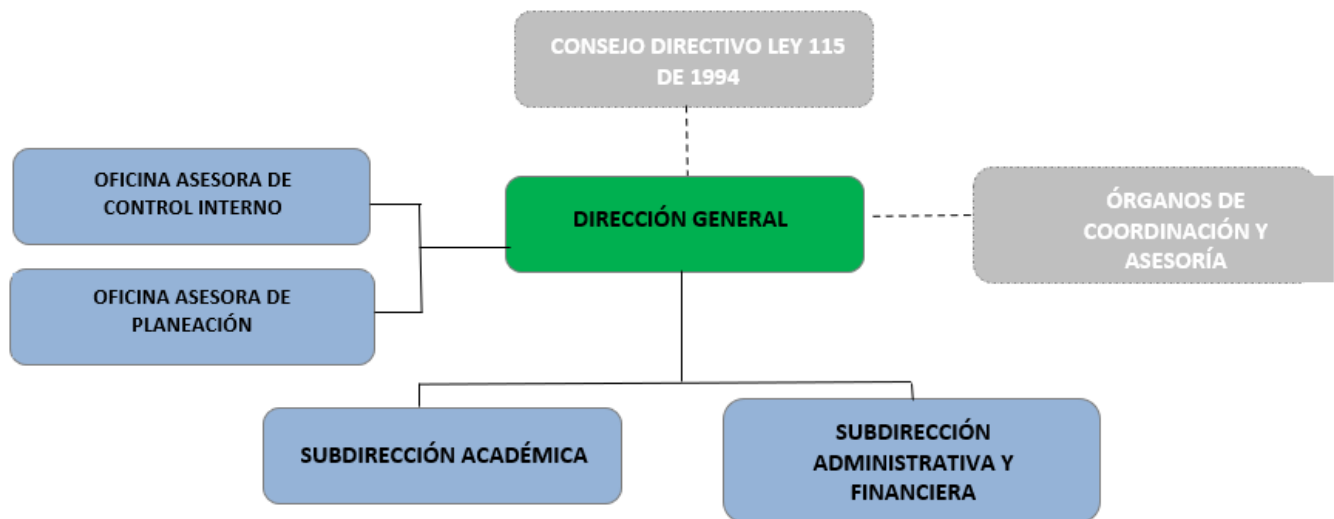 CONSEJO DIRECTIVO LEY 115
DE 1994
OFICINA ASESORA DE
CONTROL INTERNO
DIRECCIÓN GENERAL
ÓRGANOS DE
COORDINACIÓN Y
ASESORÍA
OFICINA ASESORA DE
PLANEACIÓN
SUBDIRECCIÓN ACADÉMICA
SUBDIRECCIÓN
ADMINISTRATIVA Y
FINANCIERA